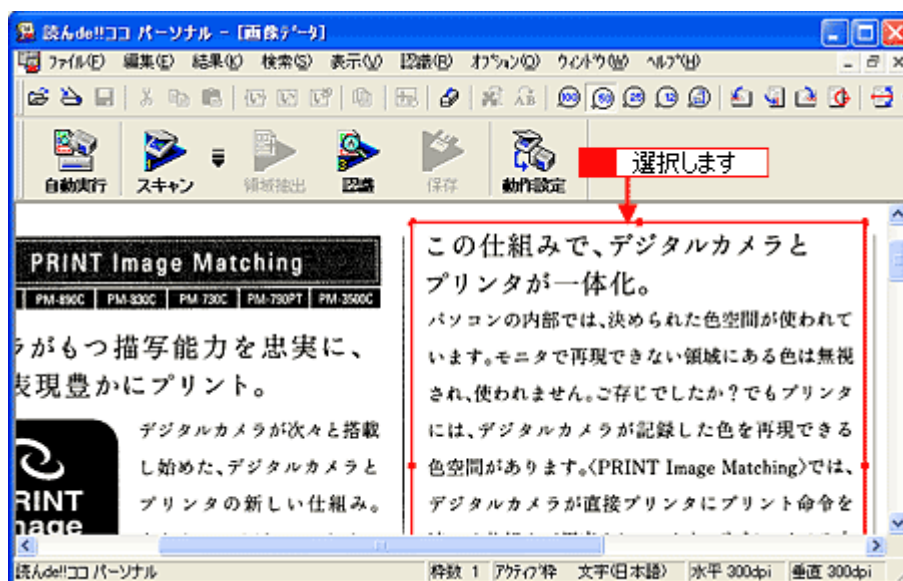 読んde!!ココ パーソナル - [画像データ]
ファイル(F) 編集(E) 結果(K) 検索(S) 表示(V) 認識(R) オプション(O) ウィンドウ(W) ヘルプ(H)
100 50 25 12
自動実行 スキャン 領域抽出 認識 保存 動作設定
選択します
PRINT Image Matching
PM-890C PM-830C PM 730C PM-790PT PM-3500C
ラがもつ描写能力を忠実に、
表現豊かにプリント。
デジタルカメラが次々と搭載
し始めた、デジタルカメラと
プリンタの新しい仕組み。
RINT
mage
この仕組みで、デジタルカメラと
プリンタが一体化。
パソコンの内部では、決められた色空間が使われて
います。モニタで再現できない領域にある色は無視
され、使われません。ご存じでしたか？でもプリンタ
には、デジタルカメラが記録した色を再現できる
色空間があります。〈PRINT Image Matching〉では、
デジタルカメラが直接プリンタにプリント命令を
読んde!!ココ パーソナル 枠数 1 アクティブ枠 文字(日本語) 水平 300dpi 垂直 300dpi